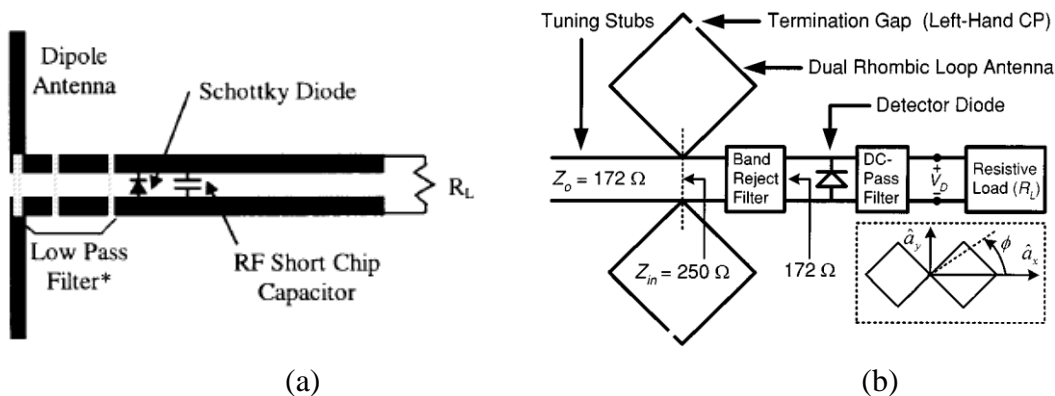 Dipole
Antenna
Schottky Diode
R_L
Low Pass
Filter*
RF Short Chip
Capacitor
(a)
Tuning Stubs
Termination Gap (Left-Hand CP)
Dual Rhombic Loop Antenna
Detector Diode
Z_o = 172 Ω
Band
Reject
Filter
DC-
Pass
Filter
+
V_D
−
Resistive
Load (R_L)
Z_in = 250 Ω
172 Ω
â_y
ϕ
â_x
(b)